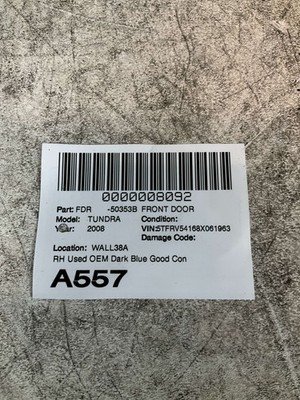 0000008092
Part: FDR -50353B FRONT DOOR
Model: TUNDRA Condition:
Year: 2008 VIN:5TFRV54168X061963
Damage Code:
Location: WALL38A
RH Used OEM Dark Blue Good Con
A557